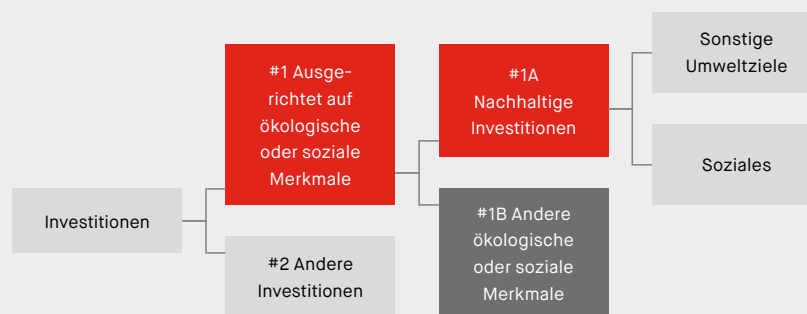 Investitionen
#1 Ausge-
richtet auf
ökologische
oder soziale
Merkmale
#2 Andere
Investitionen
#1A
Nachhaltige
Investitionen
#1B Andere
ökologische
oder soziale
Merkmale
Sonstige
Umweltziele
Soziales